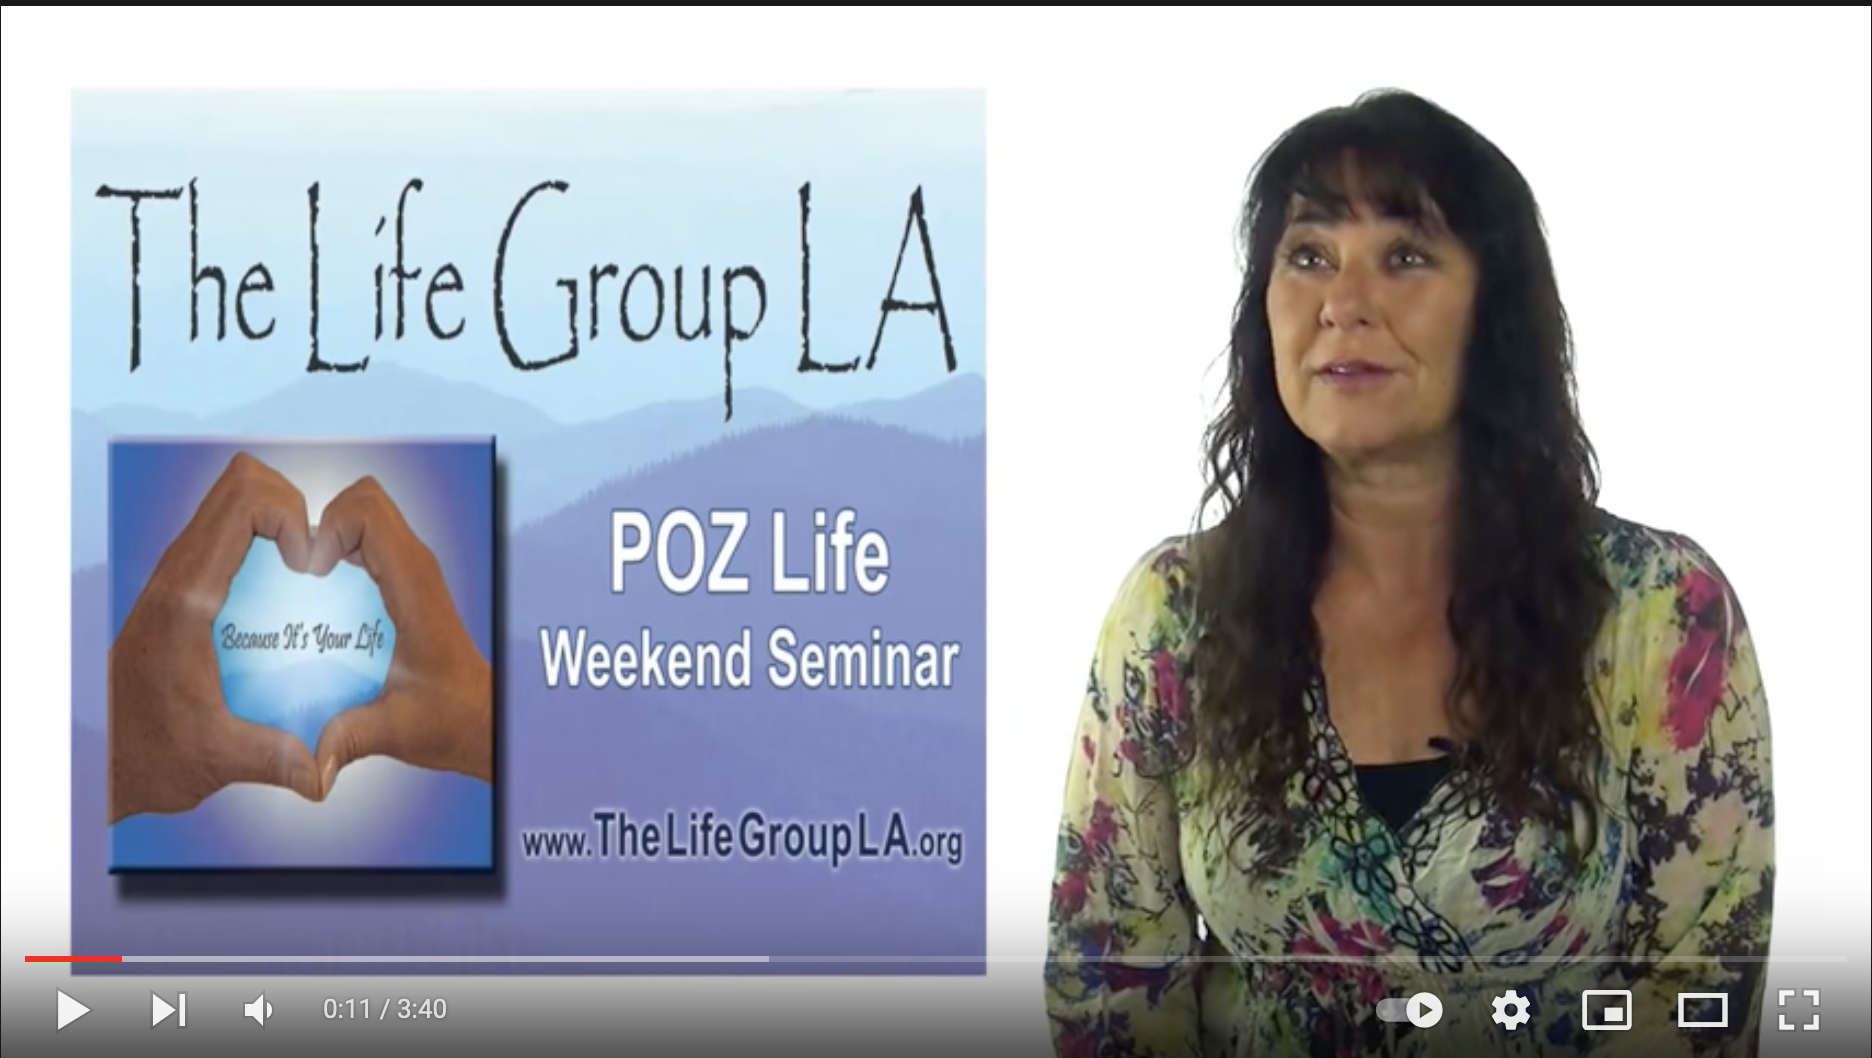 The Life Group LA
Because It's Your Life
POZ Life
Weekend Seminar
www.TheLifeGroupLA.org
0:11 / 3:40